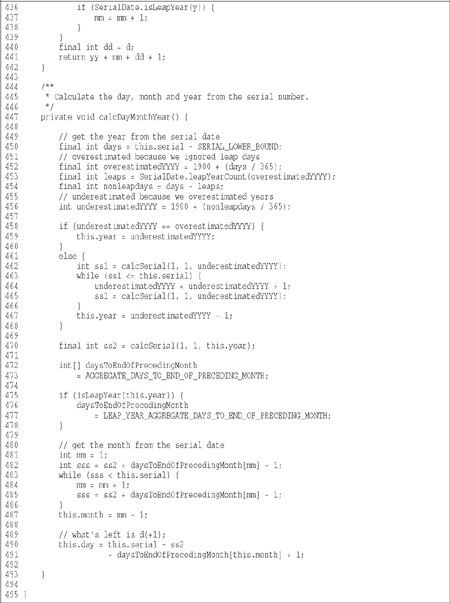 436             if (SerialDate.isLeapYear(y)) {
437                 mm = mm + 1;
438             }
439         }
440         final int dd = d;
441         return yy + mm + dd + 1;
442     }
443
444     /**
445      * Calculate the day, month and year from the serial number.
446      */
447     private void calcDayMonthYear() {
448
449         // get the year from the serial date
450         final int days = this.serial - SERIAL_LOWER_BOUND;
451         // overestimated because we ignored leap days
452         final int overestimatedYYYY = 1900 + (days / 365);
453         final int leaps = SerialDate.leapYearCount(overestimatedYYYY);
454         final int nonleapdays = days - leaps;
455         // underestimated because we overestimated years
456         int underestimatedYYYY = 1900 + (nonleapdays / 365);
457
458         if (underestimatedYYYY == overestimatedYYYY) {
459             this.year = underestimatedYYYY;
460         }
461         else {
462             int ss1 = calcSerial(1, 1, underestimatedYYYY);
463             while (ss1 <= this.serial) {
464                 underestimatedYYYY = underestimatedYYYY + 1;
465                 ss1 = calcSerial(1, 1, underestimatedYYYY);
466             }
467             this.year = underestimatedYYYY - 1;
468         }
469
470         final int ss2 = calcSerial(1, 1, this.year);
471
472         int[] daysToEndOfPrecedingMonth
473             = AGGREGATE_DAYS_TO_END_OF_PRECEDING_MONTH;
474
475         if (isLeapYear(this.year)) {
476             daysToEndOfPrecedingMonth
477                 = LEAP_YEAR_AGGREGATE_DAYS_TO_END_OF_PRECEDING_MONTH;
478         }
479
480         // get the month from the serial date
481         int mm = 1;
482         int sss = ss2 + daysToEndOfPrecedingMonth[mm] - 1;
483         while (sss < this.serial) {
484             mm = mm + 1;
485             sss = ss2 + daysToEndOfPrecedingMonth[mm] - 1;
486         }
487         this.month = mm - 1;
488
489         // what's left is d(+1);
490         this.day = this.serial - ss2
491                  - daysToEndOfPrecedingMonth[this.month] + 1;
492
493     }
494
495 }